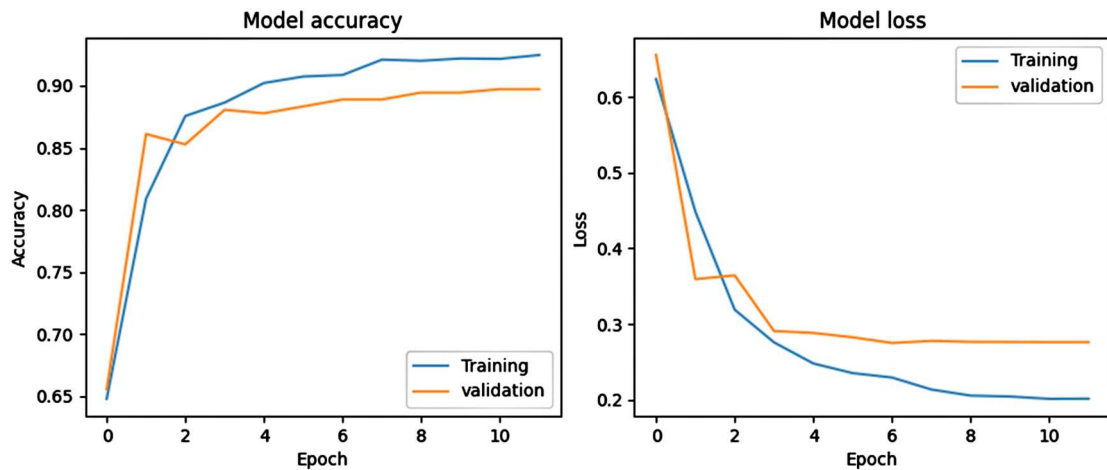 Model accuracy
Accuracy
0.90
0.85
0.80
0.75
0.70
0.65
Training
validation
0 2 4 6 8 10
Epoch
Model loss
Loss
0.6
0.5
0.4
0.3
0.2
Training
validation
0 2 4 6 8 10
Epoch